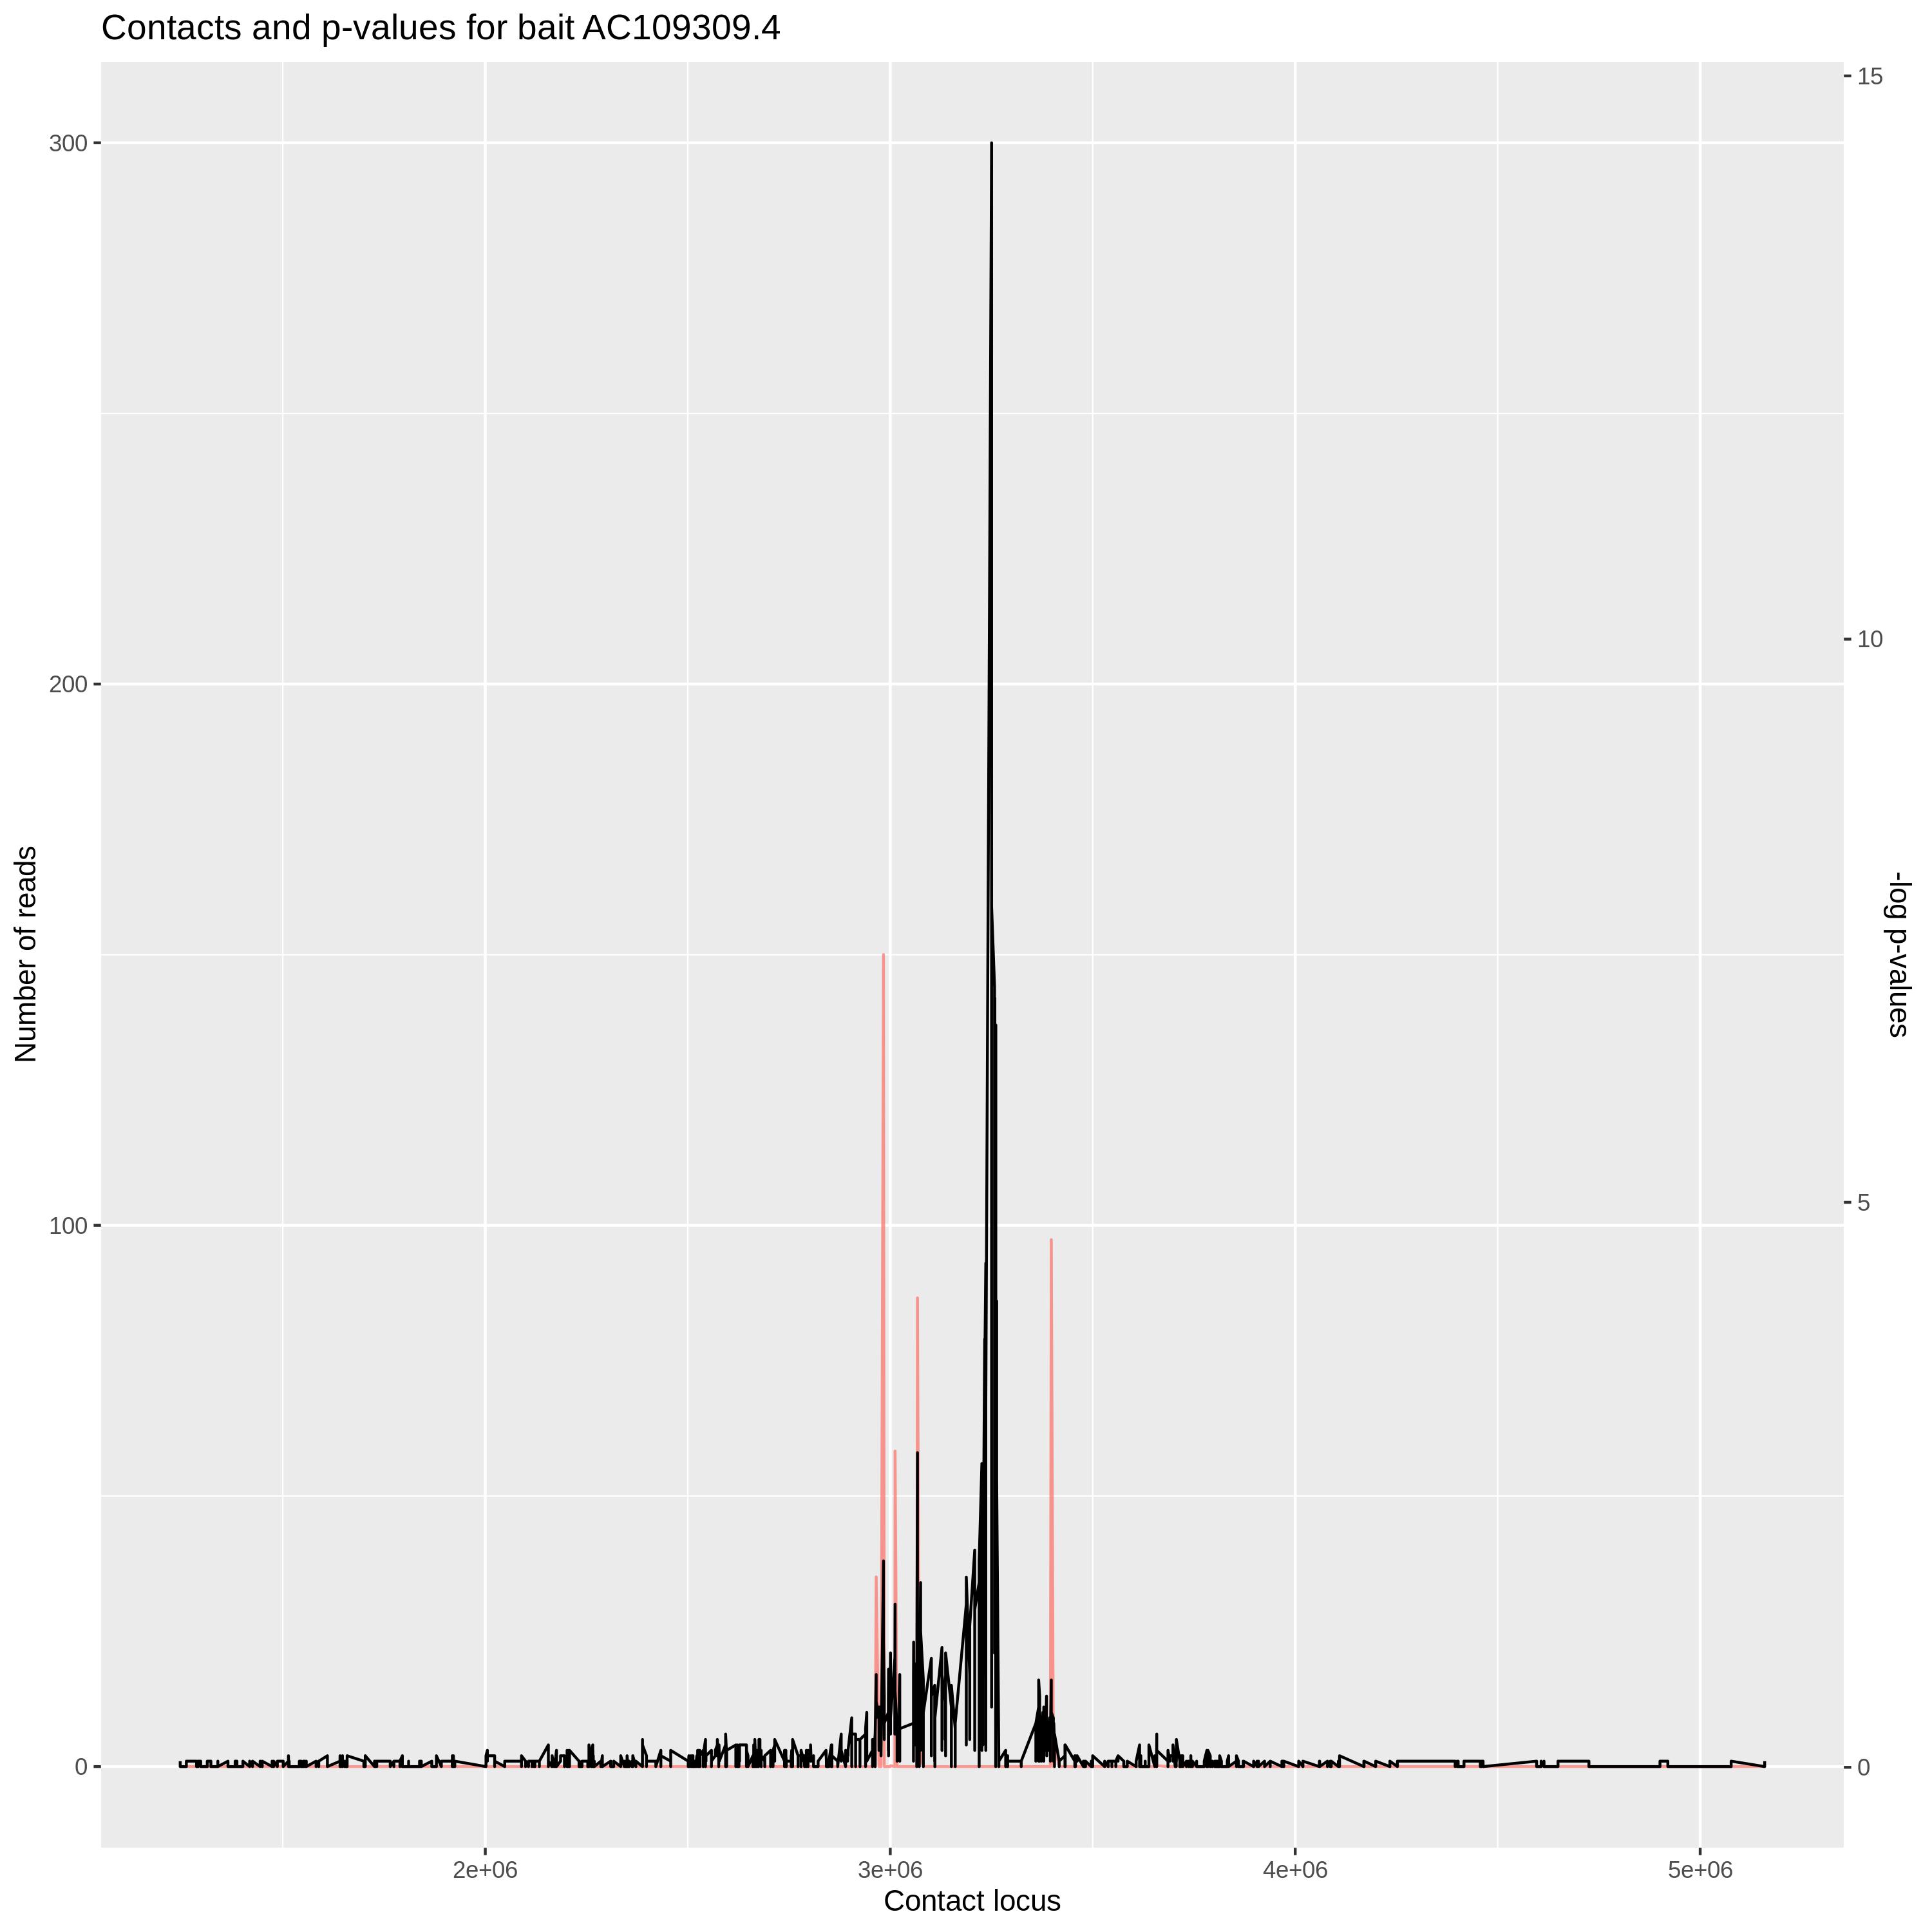 Contacts and p-values for bait AC109309.4
300
200
100
0
15
10
5
0
Number of reads
-log p-values
2e+06
3e+06
4e+06
5e+06
Contact locus